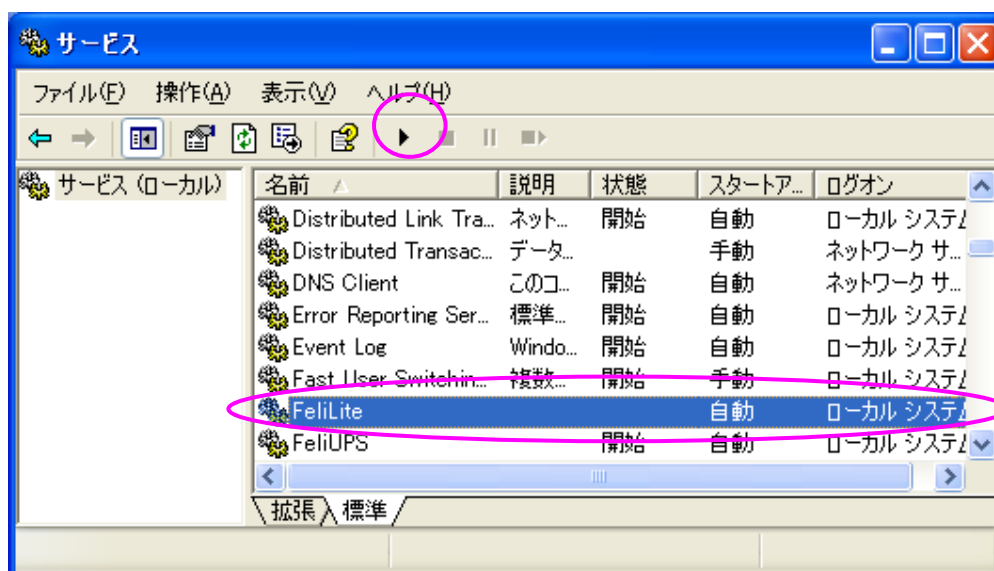 サービス
ファイル(F) 操作(A) 表示(V) ヘルプ(H)
サービス (ローカル)
名前 説明 状態 スタートア... ログオン
Distributed Link Tra... ネット... 開始 自動 ローカル システム
Distributed Transac... データ... 手動 ネットワーク サ...
DNS Client このコ... 開始 自動 ネットワーク サ...
Error Reporting Ser... 標準... 開始 自動 ローカル システム
Event Log Windo... 開始 自動 ローカル システム
Fast User Switchin... 複数... 開始 手動 ローカル システム
FeliLite 自動 ローカル システム
FeliUPS 開始 自動 ローカル システム
拡張 標準